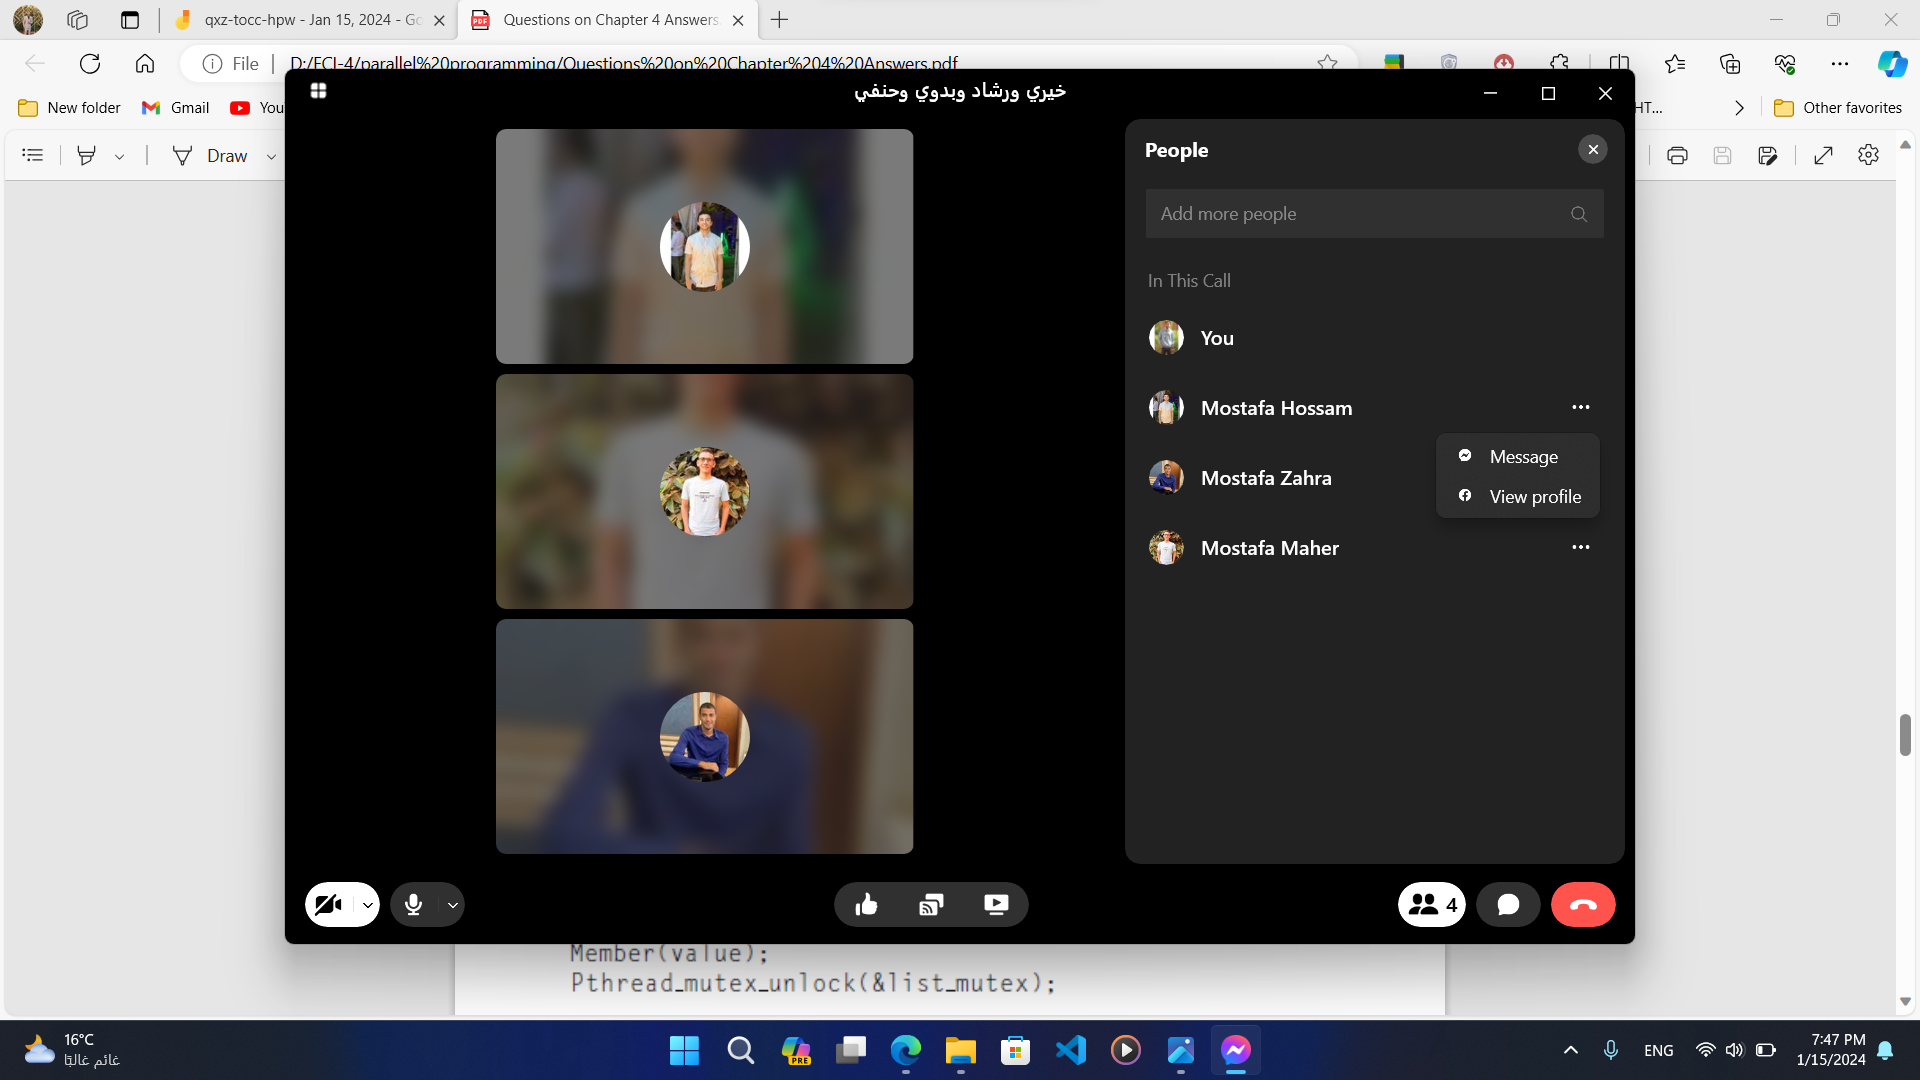 qxz-tocc-hpw - Jan 15, 2024 - Go
Questions on Chapter 4 Answers.
File
D:/FCI-4/parallel%20programming/Questions%20on%20Chapter%204%20Answers.pdf
New folder
Gmail
You
HT...
Other favorites
Draw
خيري ورشاد وبدوي وحنفي
People
Add more people
In This Call
You
Mostafa Hossam
Message
Mostafa Zahra
View profile
Mostafa Maher
4
Member(value);
Pthread_mutex_unlock(&list_mutex);
16°C
غائم غالبًا
PRE
ENG
7:47 PM
1/15/2024